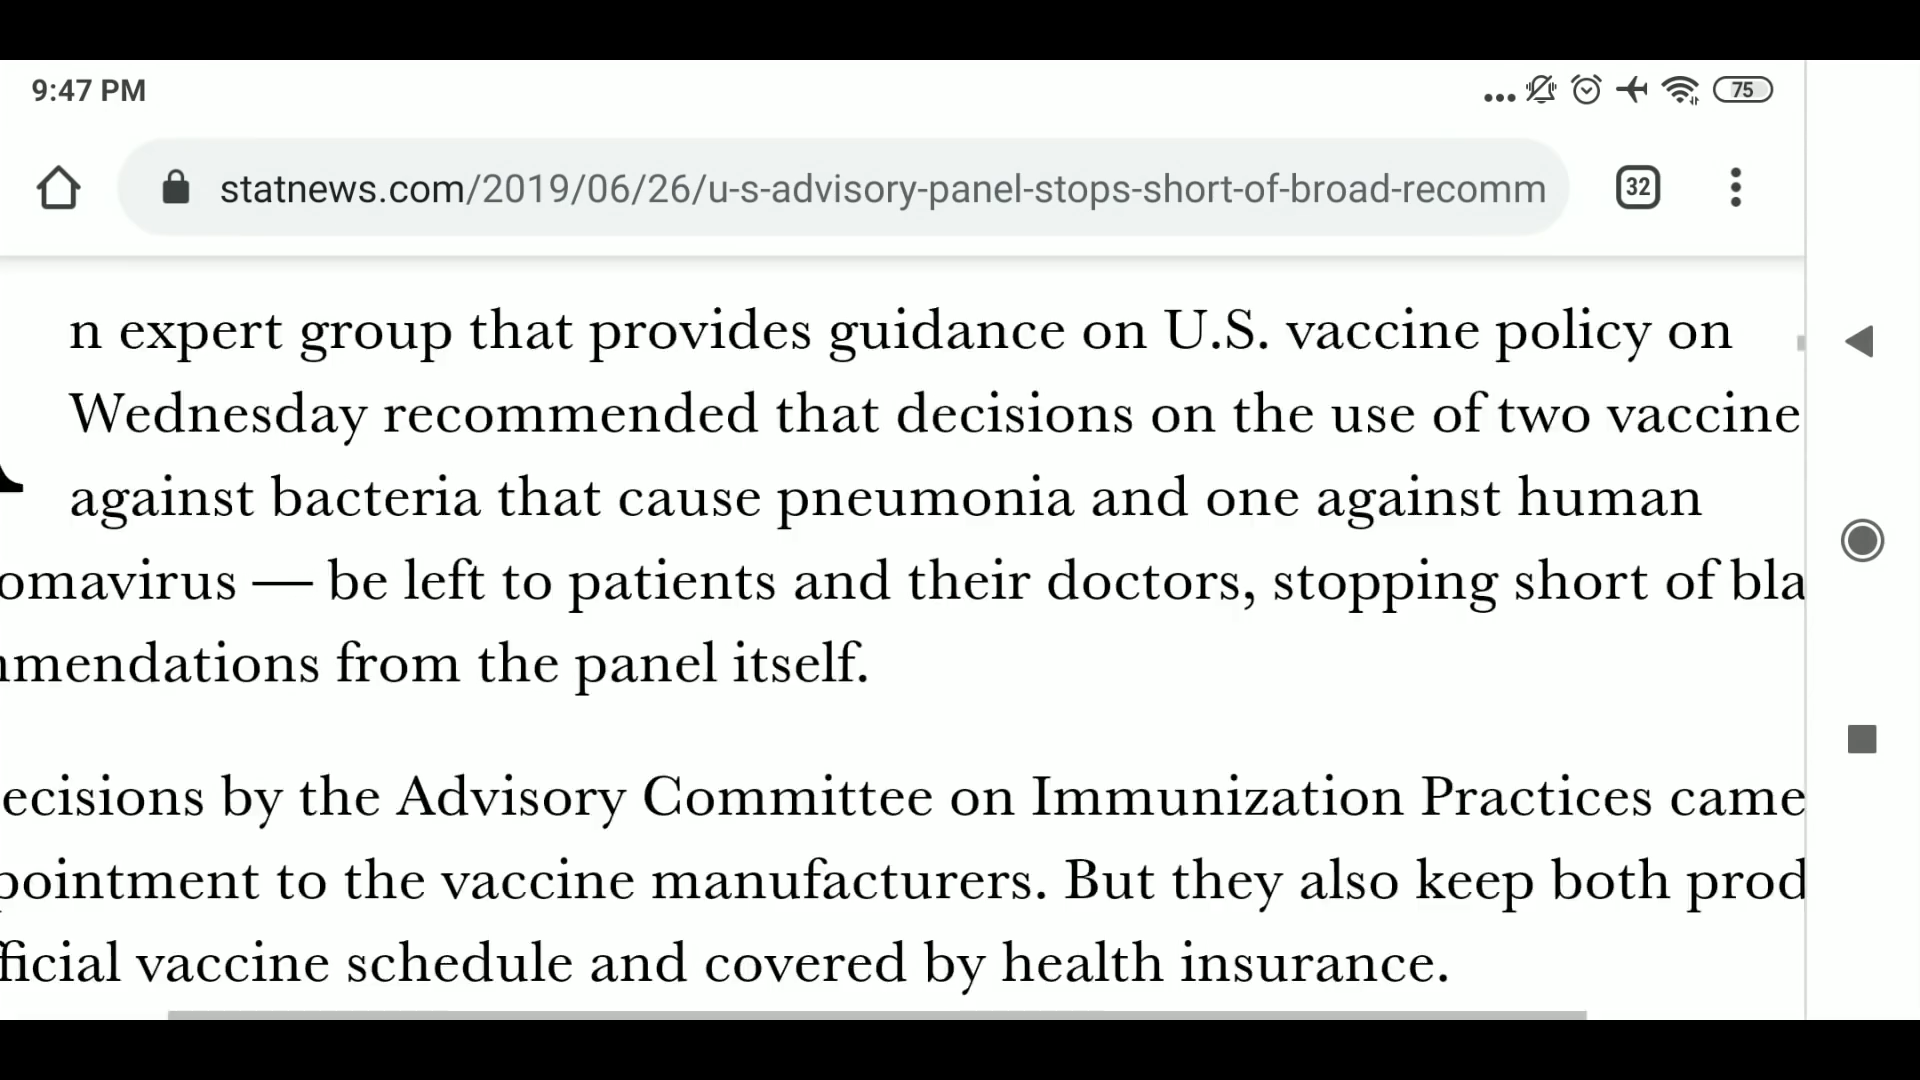 9:47 PM
75
statnews.com/2019/06/26/u-s-advisory-panel-stops-short-of-broad-recomm
32
n expert group that provides guidance on U.S. vaccine policy on
Wednesday recommended that decisions on the use of two vaccine
against bacteria that cause pneumonia and one against human
omavirus — be left to patients and their doctors, stopping short of bla
mmendations from the panel itself.
ecisions by the Advisory Committee on Immunization Practices came
pointment to the vaccine manufacturers. But they also keep both prod
fficial vaccine schedule and covered by health insurance.